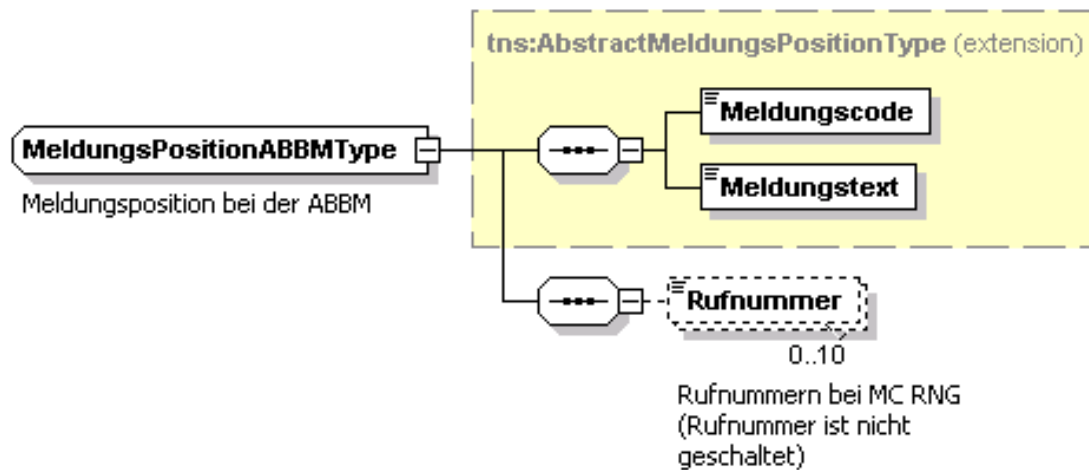 tns:AbstractMeldungsPositionType (extension)
Meldungscode
MeldungsPositionABBMType
Meldungstext
Meldungsposition bei der ABBM
Rufnummer
0..10
Rufnummern bei MC RNG
(Rufnummer ist nicht
geschaltet)